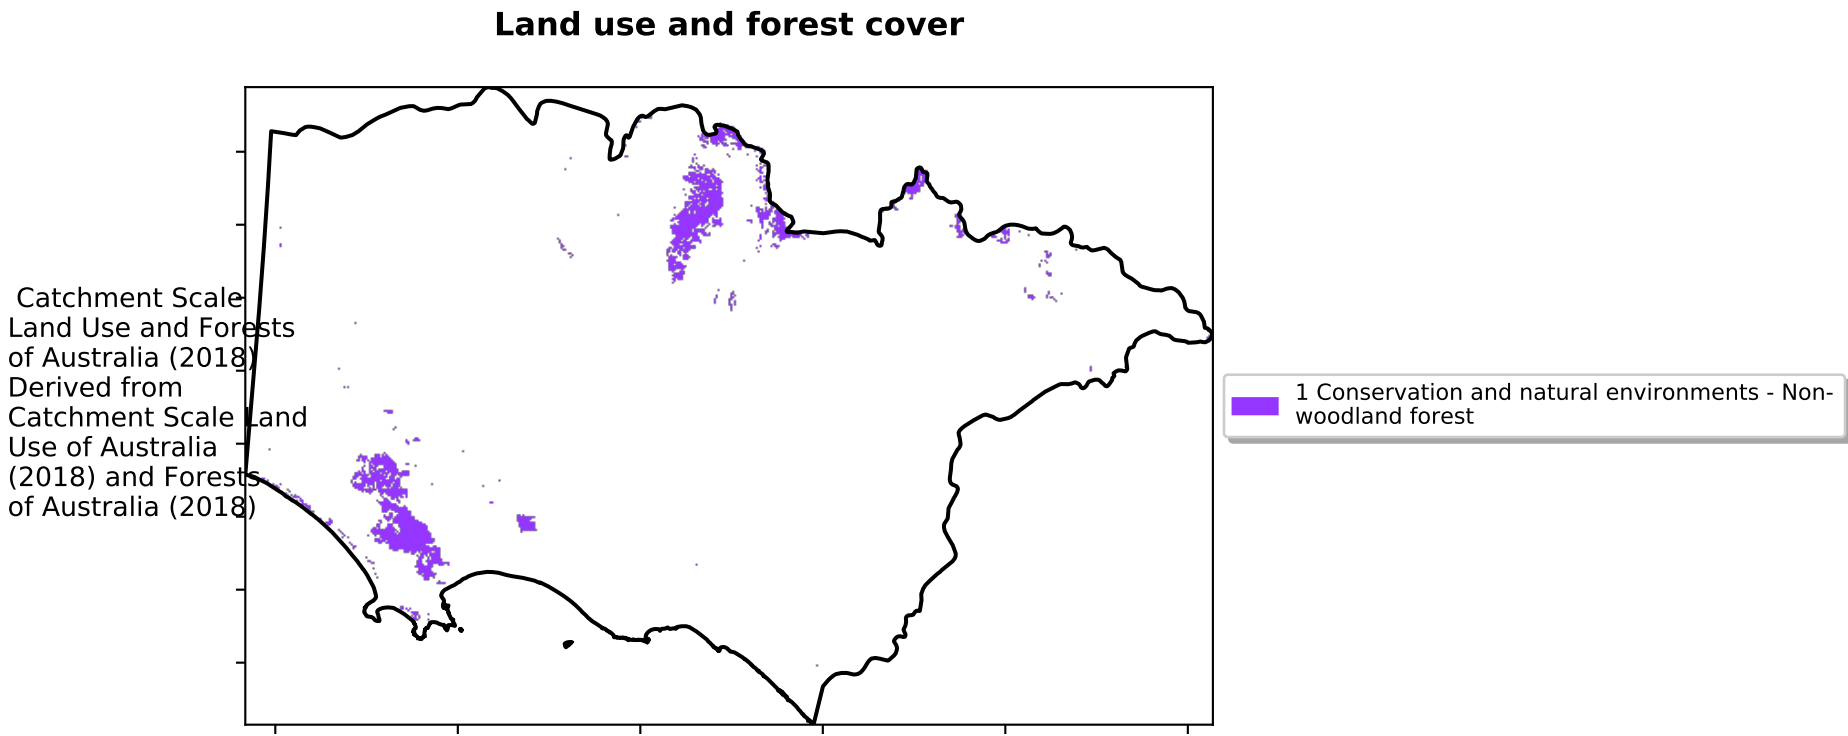 Land use and forest cover
Catchment Scale
Land Use and Forests
of Australia (2018)
Derived from
Catchment Scale Land
Use of Australia
(2018) and Forests
of Australia (2018)
1 Conservation and natural environments - Non-
woodland forest